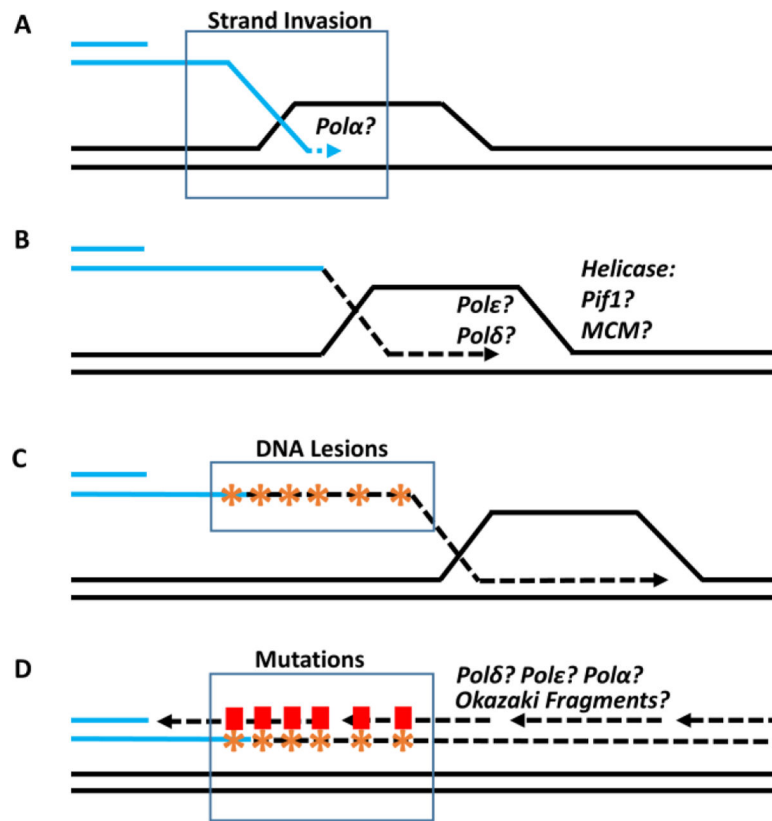 A
Strand Invasion
Polα?
B
Polε?
Polδ?
Helicase:
Pif1?
MCM?
C
DNA Lesions
D
Mutations
Polδ? Polε? Polα?
Okazaki Fragments?